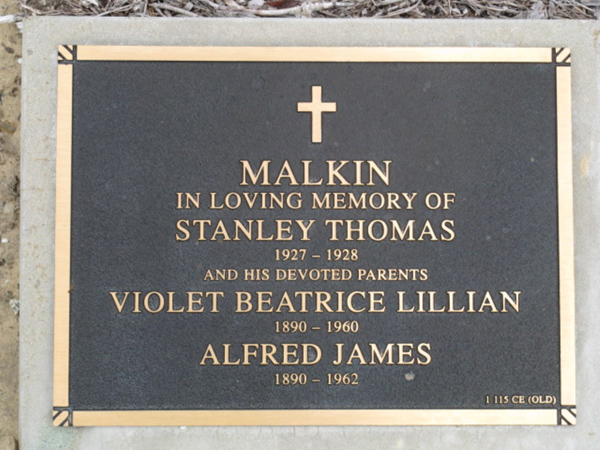 MALKIN
IN LOVING MEMORY OF
STANLEY THOMAS
1927 – 1928
AND HIS DEVOTED PARENTS
VIOLET BEATRICE LILLIAN
1890 – 1960
ALFRED JAMES
1890 – 1962
1 115 CE (OLD)